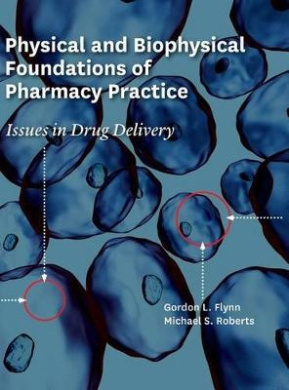 Physical and Biophysical
Foundations of
Pharmacy Practice
Issues in Drug Delivery
Gordon L. Flynn
Michael S. Roberts